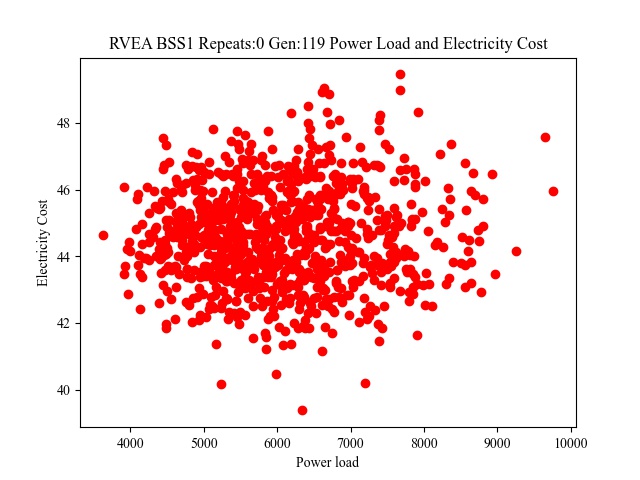 RVEA BSS1 Repeats:0 Gen:119 Power Load and Electricity Cost
48
46
44
42
40
Electricity Cost
4000 5000 6000 7000 8000 9000 10000
Power load